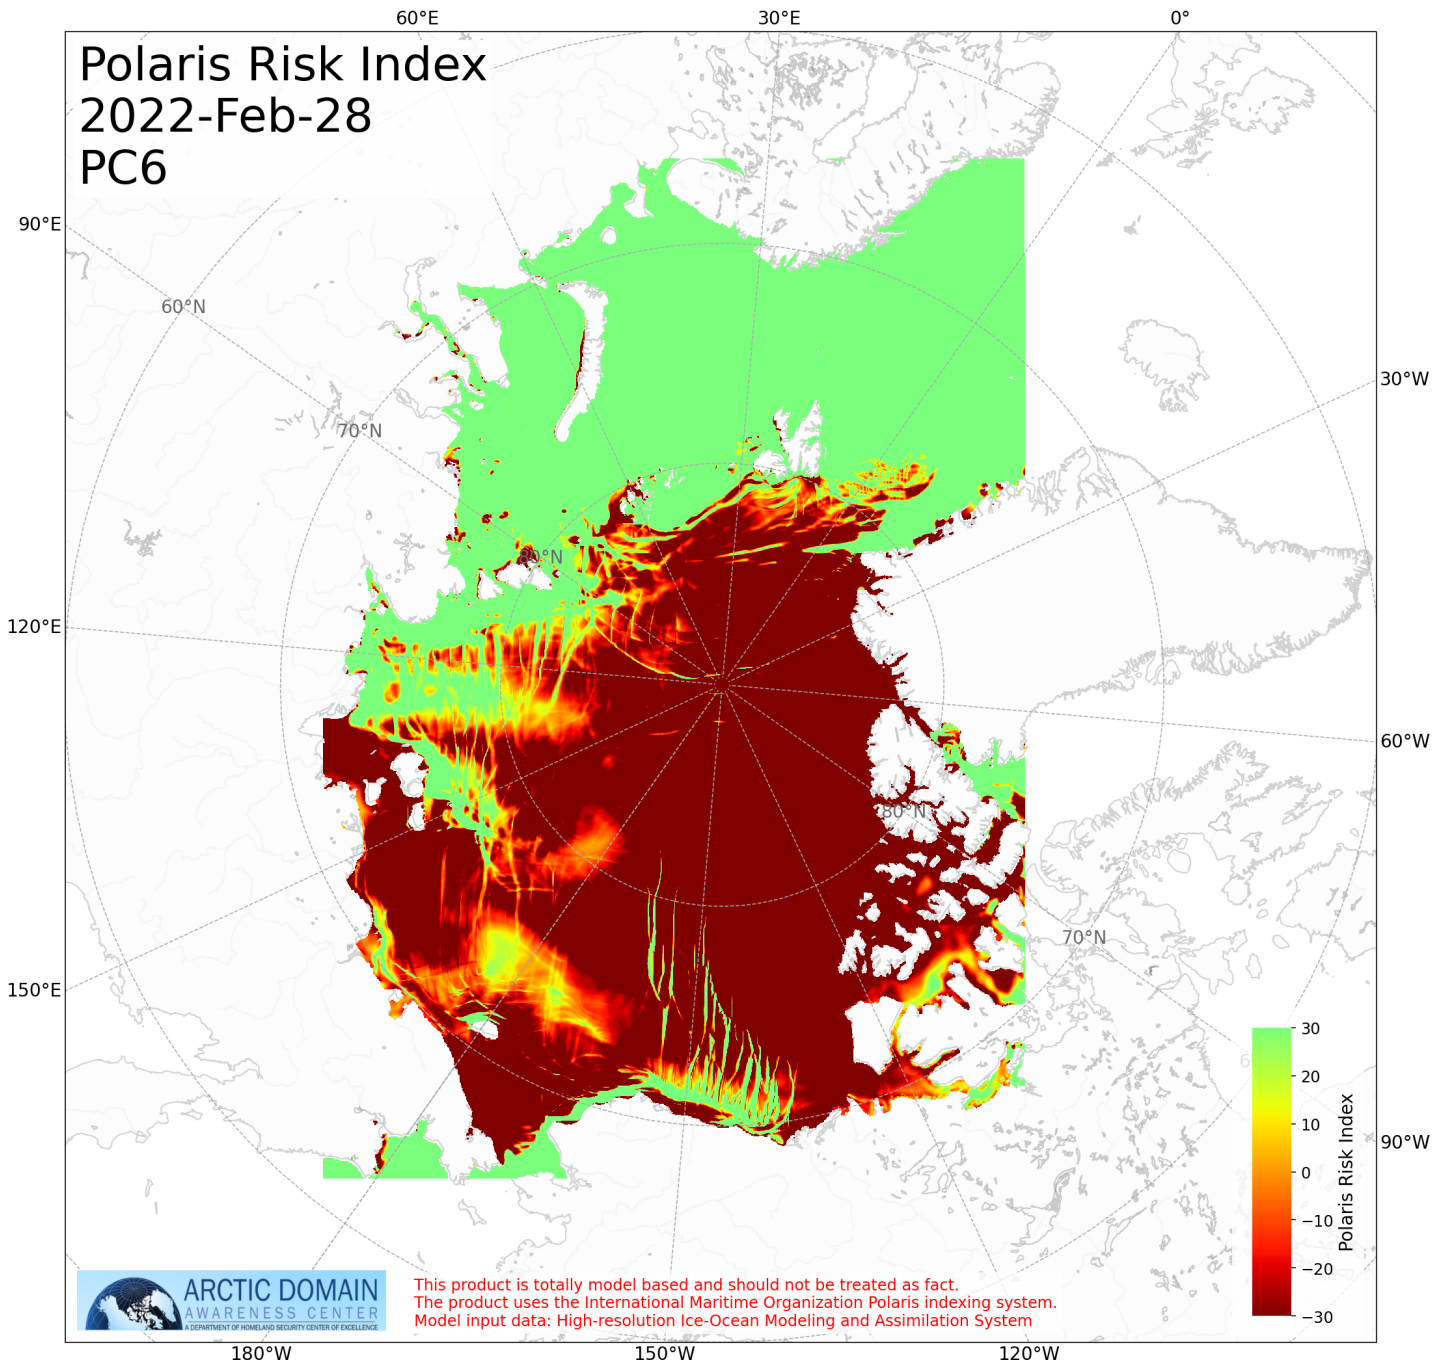 60°E 30°E 0°
Polaris Risk Index
2022-Feb-28
PC6
90°E
60°N
30°W
70°N
80°N
120°E
60°W
80°N
70°N
150°E
30
20
10
0
−10
−20
−30
Polaris Risk Index
90°W
ARCTIC DOMAIN
AWARENESS CENTER
A DEPARTMENT OF HOMELAND SECURITY CENTER OF EXCELLENCE
This product is totally model based and should not be treated as fact.
The product uses the International Maritime Organization Polaris indexing system.
Model input data: High-resolution Ice-Ocean Modeling and Assimilation System
180°W 150°W 120°W